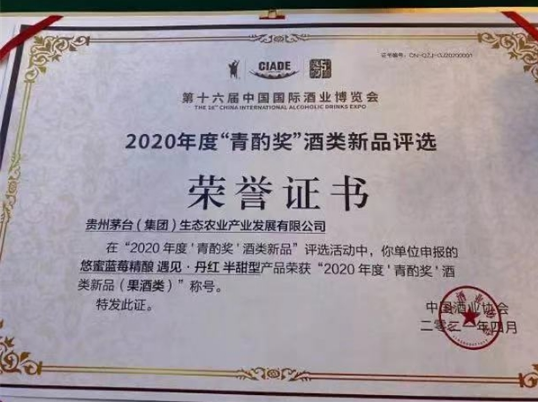 证书编号:CN-QZJ-GJ20200001
CIADE
第十六届中国国际酒业博览会
THE 16th CHINA INTERNATIONAL ALCOHOLIC DRINKS EXPO
2020年度“青酌奖”酒类新品评选
荣誉证书
贵州茅台（集团）生态农业产业发展有限公司
在“2020年度‘青酌奖’酒类新品”评选活动中，你单位申报的
悠蜜蓝莓精酿 遇见·丹红 半甜型产品荣获“2020年度‘青酌奖’酒
类新品（果酒类）”称号。
特发此证。
中国酒业协会
二零二一年四月